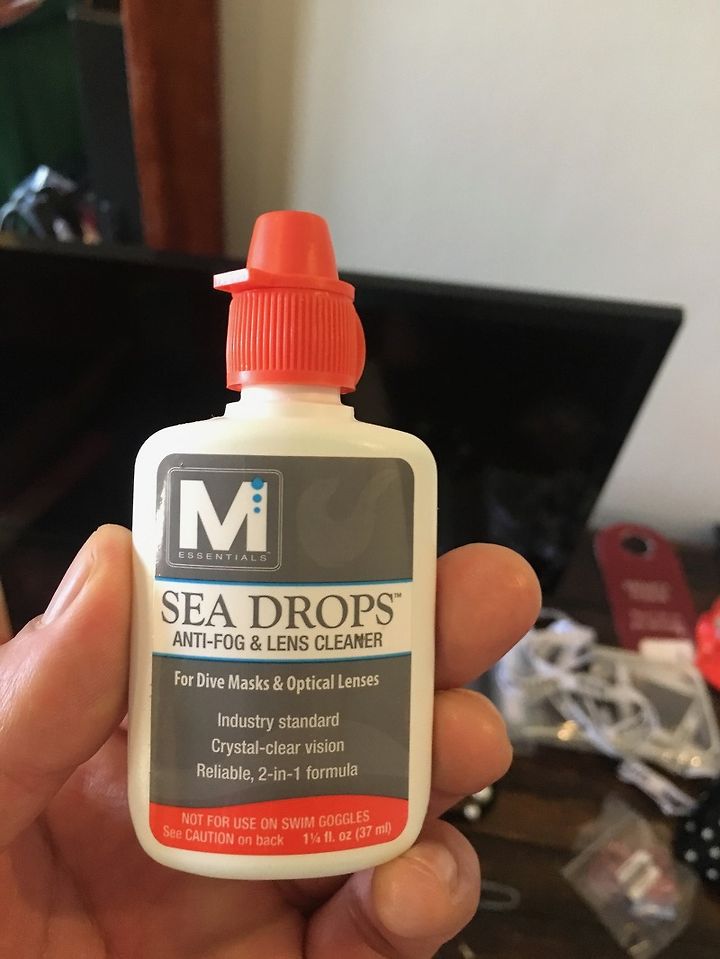 M
ESSENTIALS™
SEA DROPS™
ANTI-FOG & LENS CLEANER
For Dive Masks & Optical Lenses
Industry standard
Crystal-clear vision
Reliable, 2-in-1 formula
NOT FOR USE ON SWIM GOGGLES
See CAUTION on back 1¼ fl. oz (37 ml)